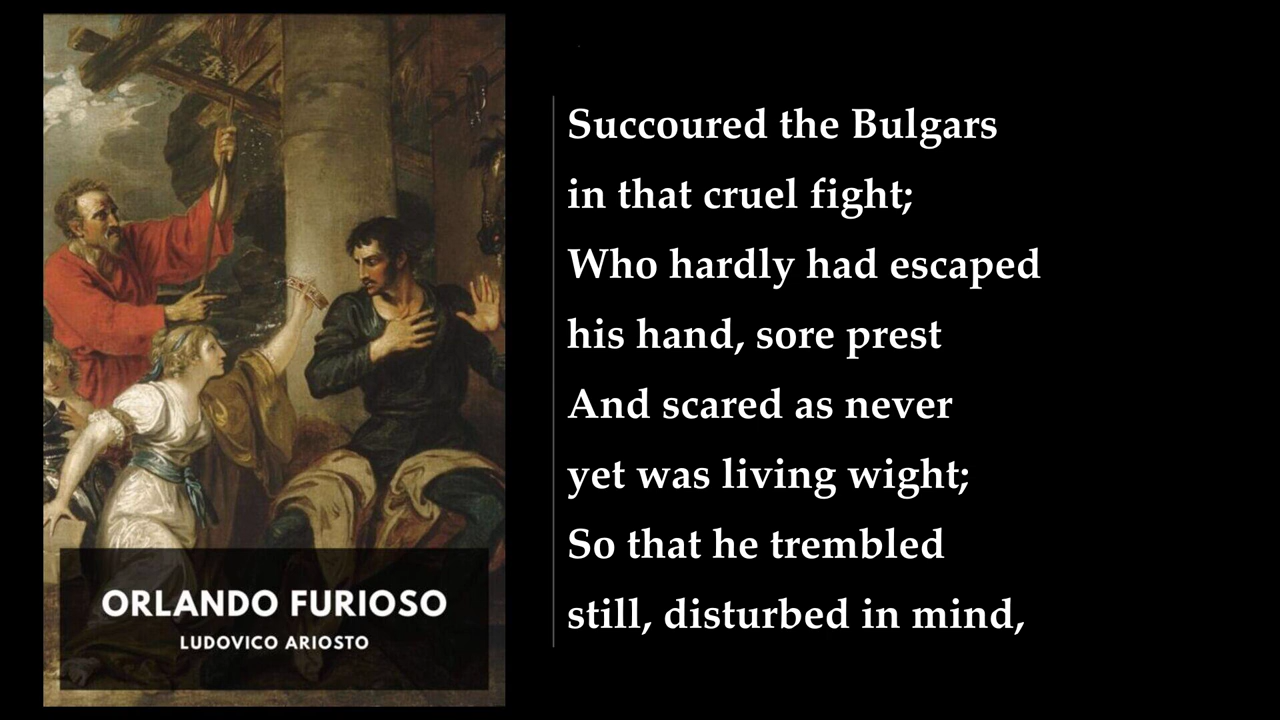 ORLANDO FURIOSO
LUDOVICO ARIOSTO
Succoured the Bulgars
in that cruel fight;
Who hardly had escaped
his hand, sore prest
And scared as never
yet was living wight;
So that he trembled
still, disturbed in mind,